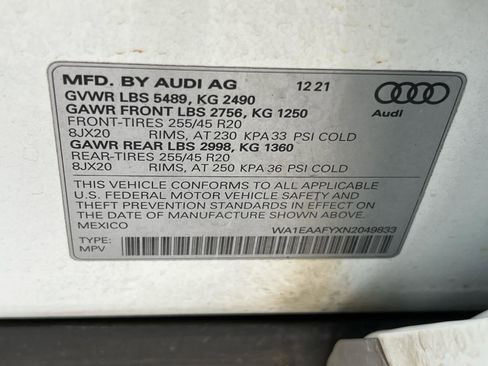 MFD. BY AUDI AG 12 21
GVWR LBS 5489, KG 2490
GAWR FRONT LBS 2756, KG 1250
FRONT-TIRES 255/45 R20
8JX20 RIMS, AT 230 KPA 33 PSI COLD
GAWR REAR LBS 2998, KG 1360
REAR-TIRES 255/45 R20
8JX20 RIMS, AT 250 KPA 36 PSI COLD
THIS VEHICLE CONFORMS TO ALL APPLICABLE
U.S. FEDERAL MOTOR VEHICLE SAFETY AND
THEFT PREVENTION STANDARDS IN EFFECT ON THE
DATE OF MANUFACTURE SHOWN ABOVE.
MEXICO WA1EAAFYXN2049833
TYPE:
MPV
Audi